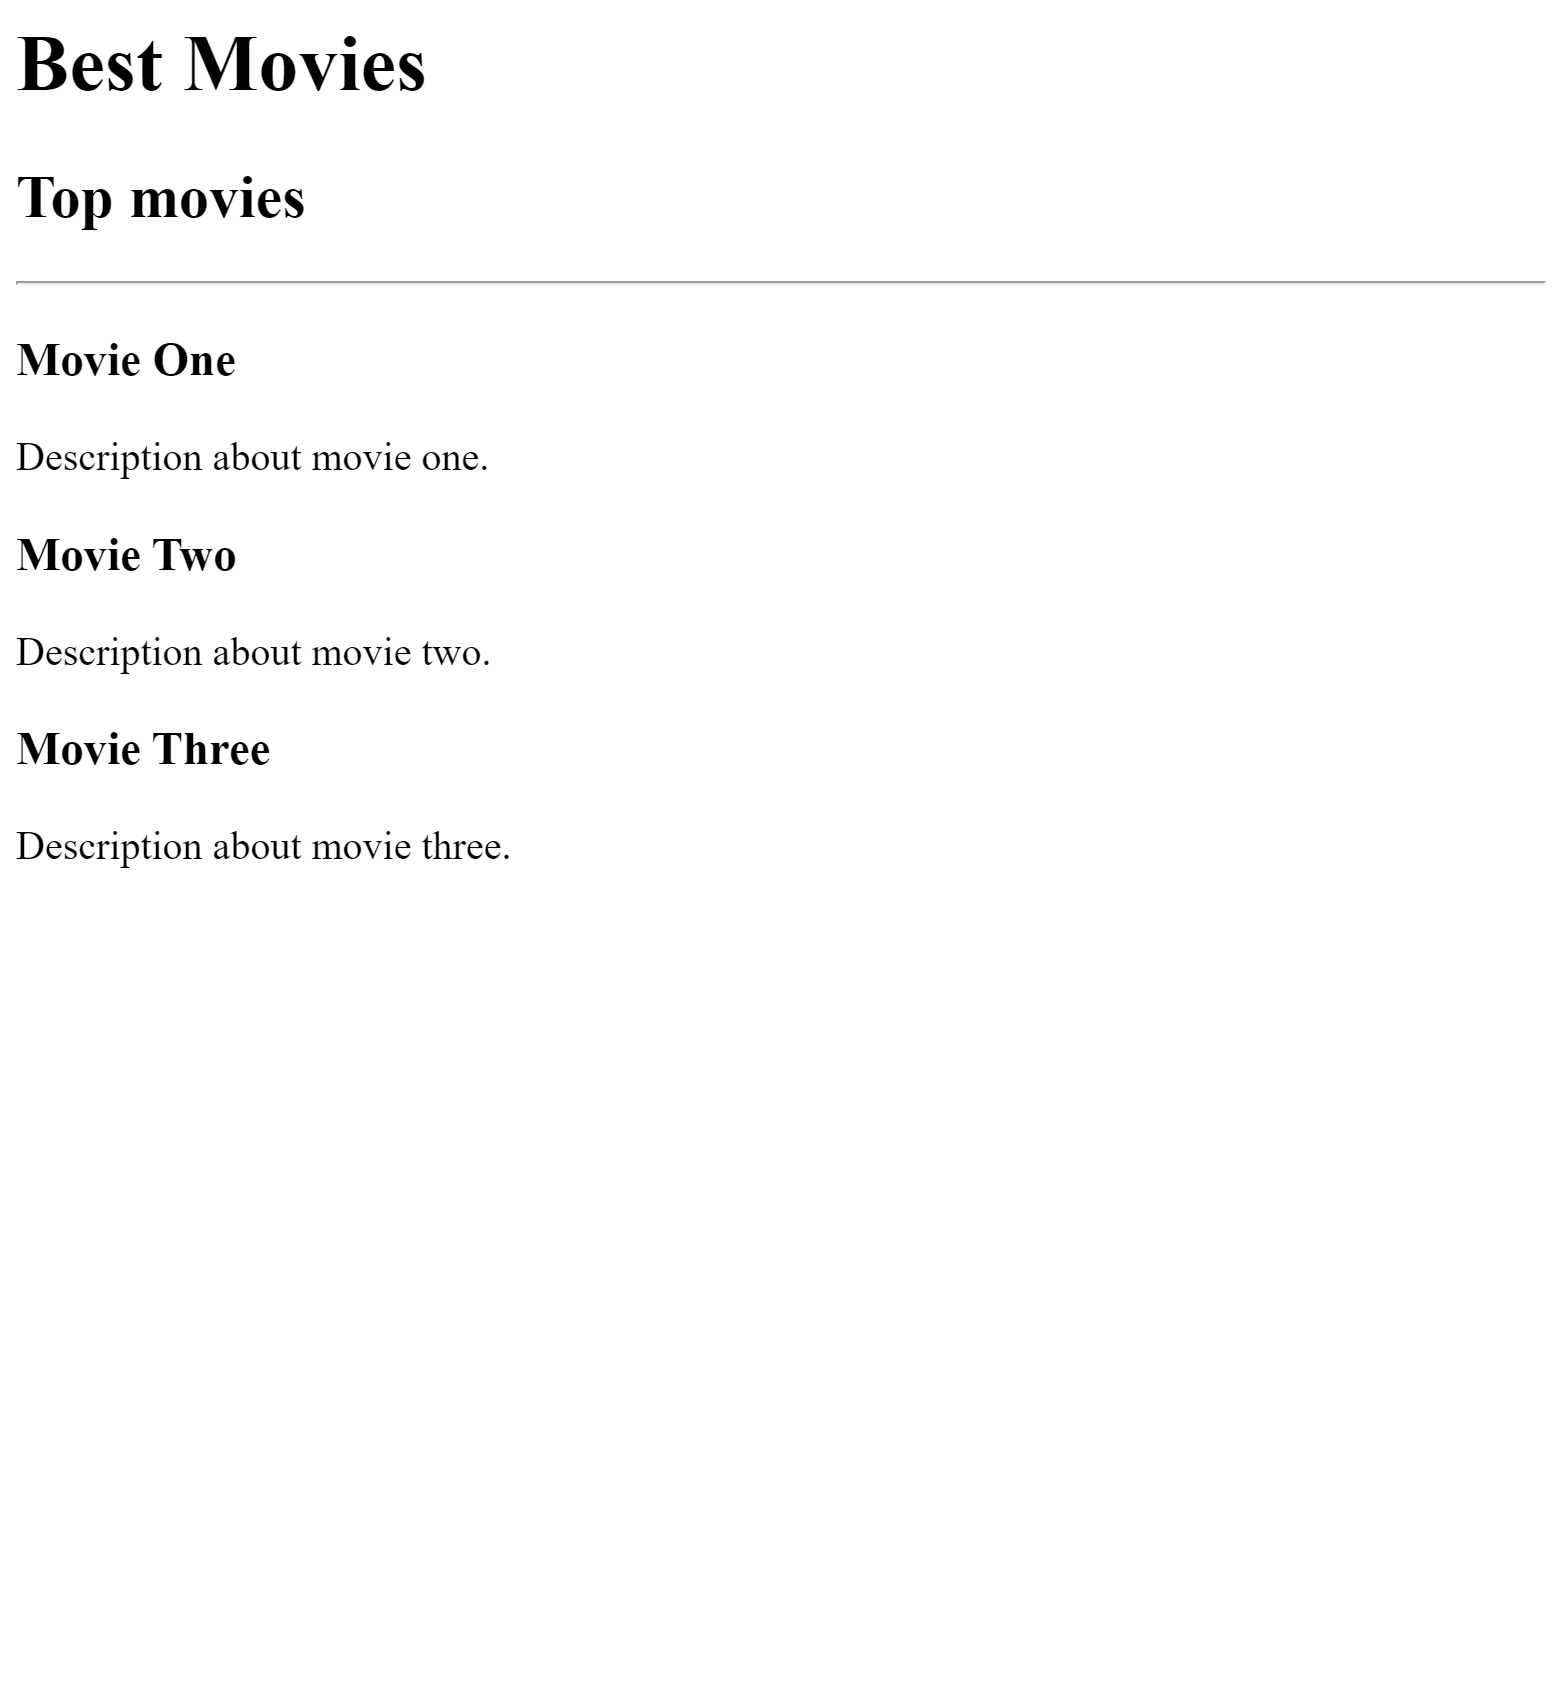 Best Movies
Top movies
Movie One
Description about movie one.
Movie Two
Description about movie two.
Movie Three
Description about movie three.